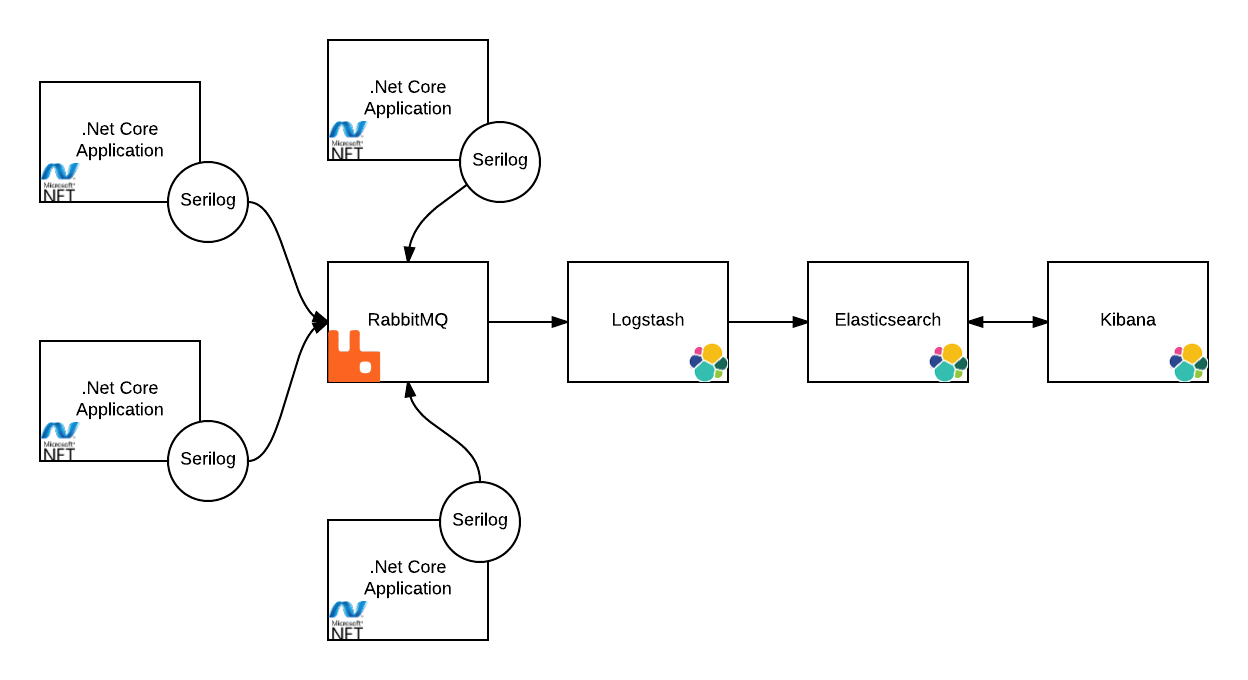 .Net Core
Application
Microsoft®
.NET
Serilog
.Net Core
Application
Microsoft®
.NET
Serilog
RabbitMQ
Logstash
Elasticsearch
Kibana
.Net Core
Application
Microsoft®
.NET
Serilog
Serilog
.Net Core
Application
Microsoft®
.NET